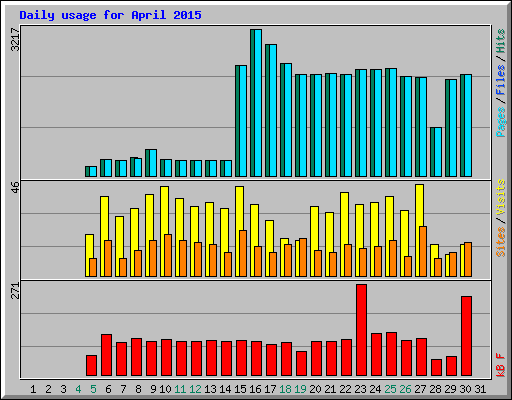 Daily usage for April 2015
3217
46
271
Pages/Files/Hits
Sites/Visits
kB F
1 2 3 4 5 6 7 8 9 10 11 12 13 14 15 16 17 18 19 20 21 22 23 24 25 26 27 28 29 30 31